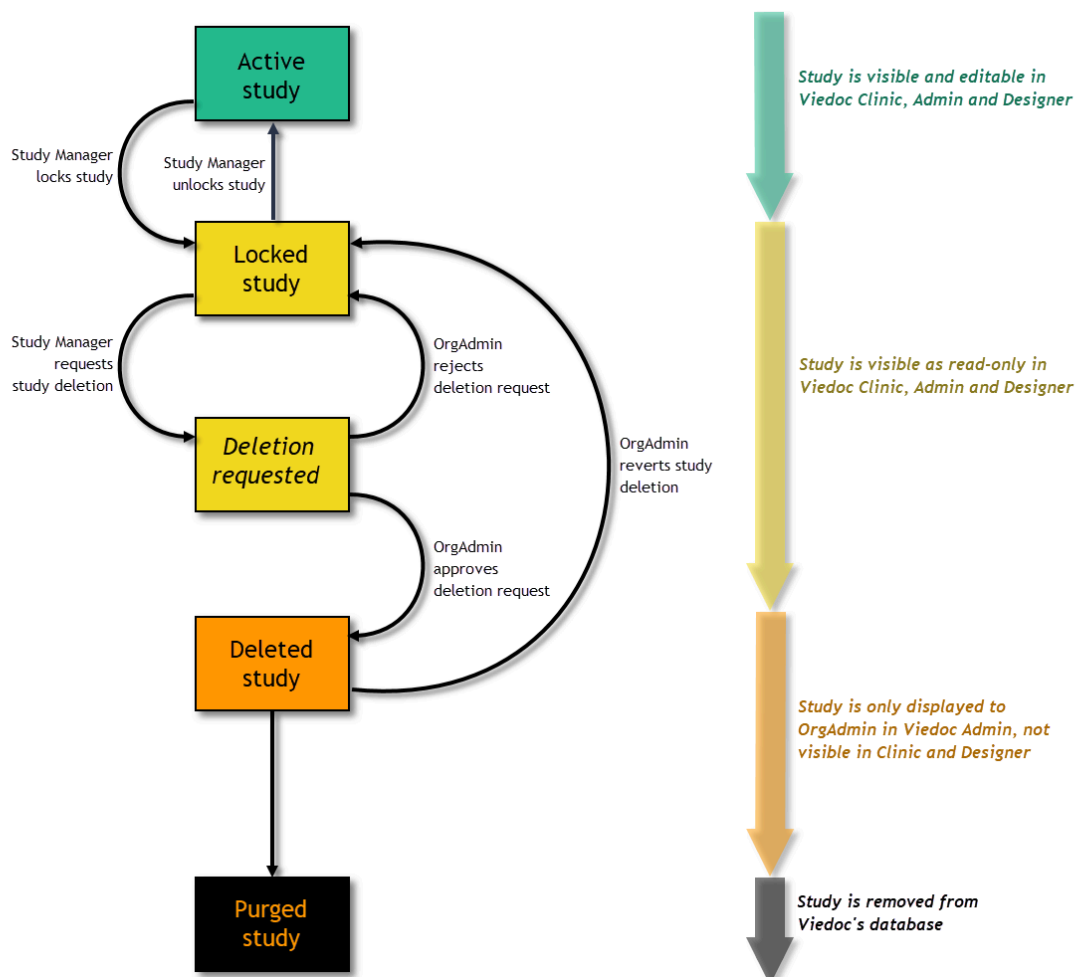 Active
study
Study is visible and editable in
Viedoc Clinic, Admin and Designer
Study Manager
locks study
Study Manager
unlocks study
Locked
study
Study Manager
requests
study deletion
OrgAdmin
rejects
deletion request
Study is visible as read-only in
Viedoc Clinic, Admin and Designer
Deletion
requested
OrgAdmin
reverts study
deletion
OrgAdmin
approves
deletion request
Deleted
study
Study is only displayed to
OrgAdmin in Viedoc Admin, not
visible in Clinic and Designer
Purged
study
Study is removed from
Viedoc's database